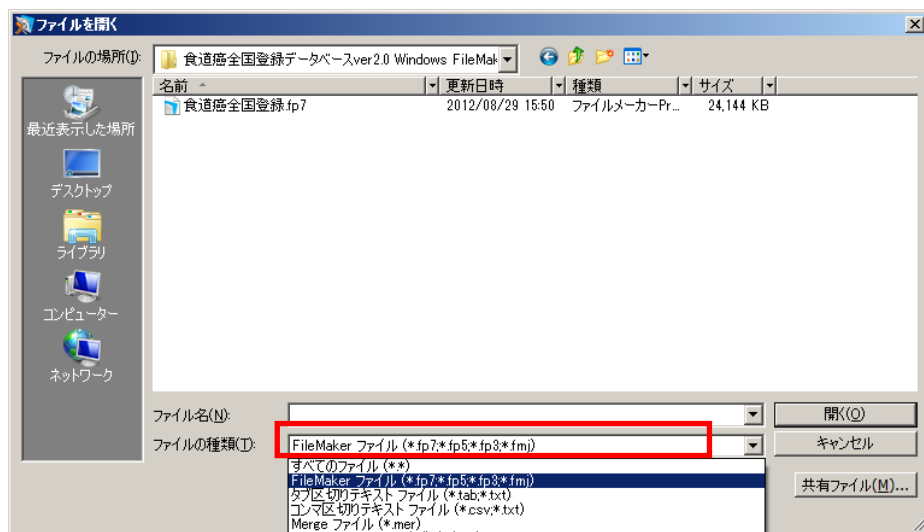 ファイルを開く
ファイルの場所(I):
食道癌全国登録データベースver2.0 Windows FileMak
名前 更新日時 種類 サイズ
食道癌全国登録.fp7 2012/08/29 15:50 ファイルメーカーPr... 24,144 KB
最近表示した場所
デスクトップ
ライブラリ
コンピューター
ネットワーク
ファイル名(N): 開く(O)
ファイルの種類(T): FileMaker ファイル (*.fp7;*.fp5;*.fp3;*.fmj) キャンセル
すべてのファイル (*.*)
FileMaker ファイル (*.fp7;*.fp5;*.fp3;*.fmj)
共有ファイル(M)...
タブ区切りテキスト ファイル (*.tab;*.txt)
コンマ区切りテキスト ファイル (*.csv;*.txt)
Merge ファイル (*.mer)